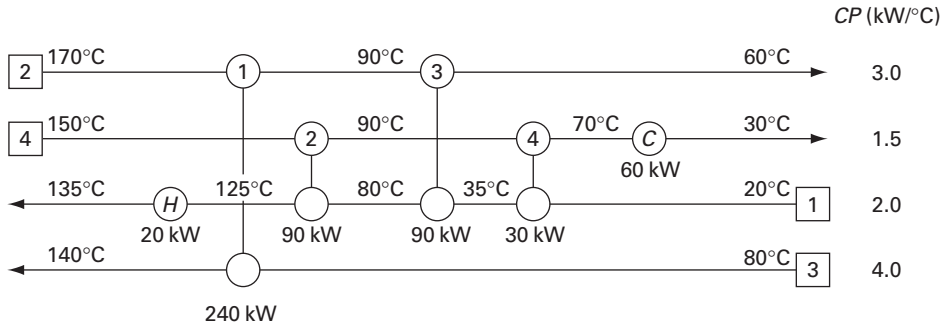 CP (kW/°C)
2 170°C 1 90°C 3 60°C 3.0
4 150°C 2 90°C 4 70°C C 30°C 1.5
60 kW
135°C H 125°C 80°C 35°C 20°C 1 2.0
20 kW 90 kW 90 kW 30 kW
140°C 80°C 3 4.0
240 kW